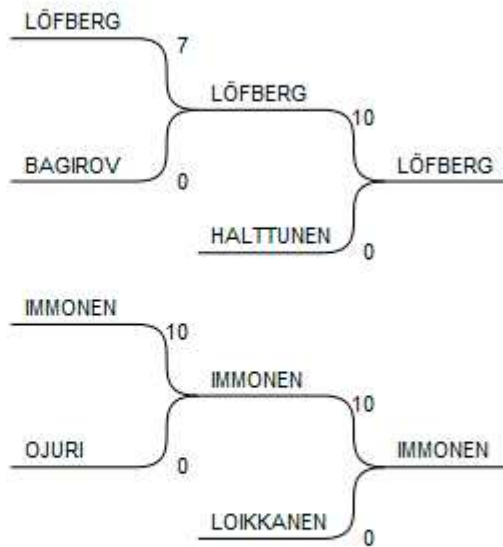 LÖFBERG
7
LÖFBERG
10
BAGIROV
0
LÖFBERG
HALTTUNEN
0
IMMONEN
10
IMMONEN
10
OJURI
0
IMMONEN
LOIKKANEN
0